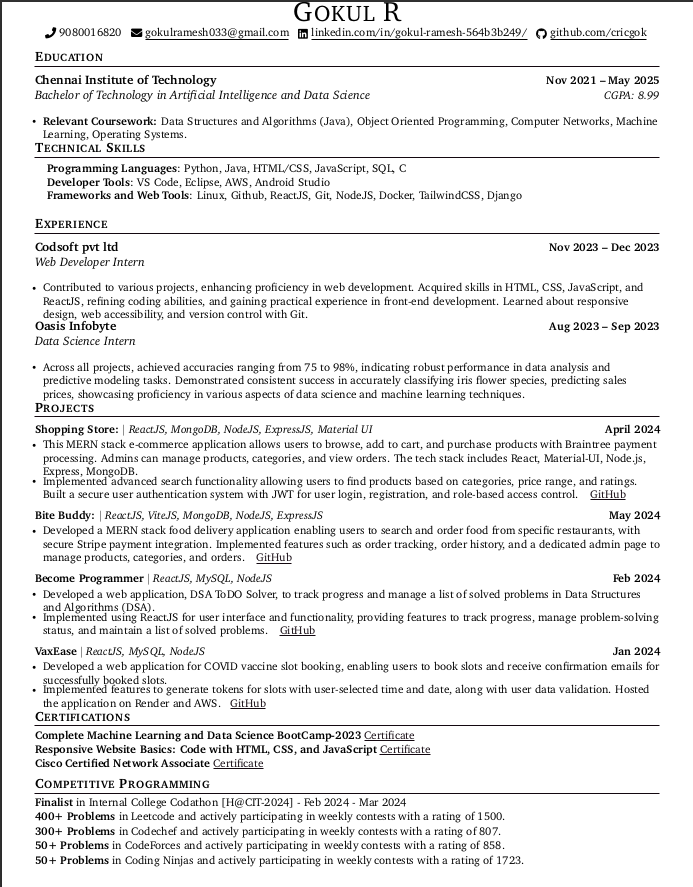 GOKUL R
9080016820 gokulramesh033@gmail.com linkedin.com/in/gokul-ramesh-564b3b249/ github.com/cricgok
EDUCATION
Chennai Institute of Technology Nov 2021 – May 2025
Bachelor of Technology in Artificial Intelligence and Data Science CGPA: 8.99
• Relevant Coursework: Data Structures and Algorithms (Java), Object Oriented Programming, Computer Networks, Machine
Learning, Operating Systems.
TECHNICAL SKILLS
Programming Languages: Python, Java, HTML/CSS, JavaScript, SQL, C
Developer Tools: VS Code, Eclipse, AWS, Android Studio
Frameworks and Web Tools: Linux, Github, ReactJS, Git, NodeJS, Docker, TailwindCSS, Django
EXPERIENCE
Codsoft pvt ltd Nov 2023 – Dec 2023
Web Developer Intern
• Contributed to various projects, enhancing proficiency in web development. Acquired skills in HTML, CSS, JavaScript, and
ReactJS, refining coding abilities, and gaining practical experience in front-end development. Learned about responsive
design, web accessibility, and version control with Git.
Oasis Infobyte Aug 2023 – Sep 2023
Data Science Intern
• Across all projects, achieved accuracies ranging from 75 to 98%, indicating robust performance in data analysis and
predictive modeling tasks. Demonstrated consistent success in accurately classifying iris flower species, predicting sales
prices, showcasing proficiency in various aspects of data science and machine learning techniques.
PROJECTS
Shopping Store: | ReactJS, MongoDB, NodeJS, ExpressJS, Material UI April 2024
• This MERN stack e-commerce application allows users to browse, add to cart, and purchase products with Braintree payment
processing. Admins can manage products, categories, and view orders. The tech stack includes React, Material-UI, Node.js,
Express, MongoDB.
• Implemented advanced search functionality allowing users to find products based on categories, price range, and ratings.
Built a secure user authentication system with JWT for user login, registration, and role-based access control. GitHub
Bite Buddy: | ReactJS, ViteJS, MongoDB, NodeJS, ExpressJS May 2024
• Developed a MERN stack food delivery application enabling users to search and order food from specific restaurants, with
secure Stripe payment integration. Implemented features such as order tracking, order history, and a dedicated admin page to
manage products, categories, and orders. GitHub
Become Programmer | ReactJS, MySQL, NodeJS Feb 2024
• Developed a web application, DSA ToDO Solver, to track progress and manage a list of solved problems in Data Structures
and Algorithms (DSA).
• Implemented using ReactJS for user interface and functionality, providing features to track progress, manage problem-solving
status, and maintain a list of solved problems. GitHub
VaxEase | ReactJS, MySQL, NodeJS Jan 2024
• Developed a web application for COVID vaccine slot booking, enabling users to book slots and receive confirmation emails for
successfully booked slots.
• Implemented features to generate tokens for slots with user-selected time and date, along with user data validation. Hosted
the application on Render and AWS. GitHub
CERTIFICATIONS
Complete Machine Learning and Data Science BootCamp-2023 Certificate
Responsive Website Basics: Code with HTML, CSS, and JavaScript Certificate
Cisco Certified Network Associate Certificate
COMPETITIVE PROGRAMMING
Finalist in Internal College Codathon [H@CIT-2024] - Feb 2024 - Mar 2024
400+ Problems in Leetcode and actively participating in weekly contests with a rating of 1500.
300+ Problems in Codechef and actively participating in weekly contests with a rating of 807.
50+ Problems in CodeForces and actively participating in weekly contests with a rating of 858.
50+ Problems in Coding Ninjas and actively participating in weekly contests with a rating of 1723.